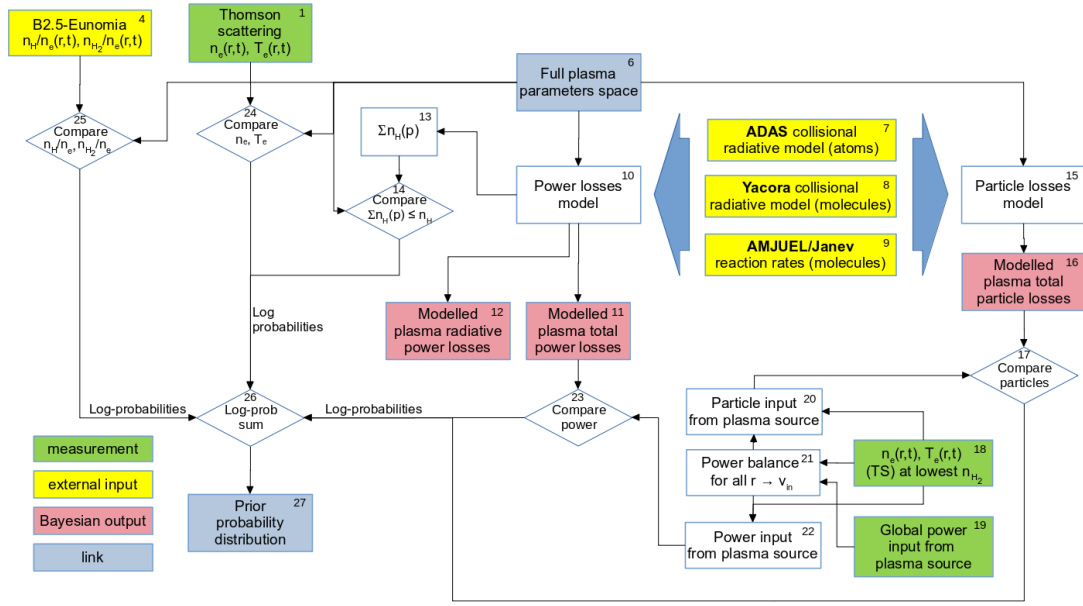 4
B2.5-Eunomia
n_H/n_e(r,t), n_H₂/n_e(r,t)
1
Thomson
scattering
n_e(r,t), T_e(r,t)
6
Full plasma
parameters space
25
Compare
n_H/n_e, n_H₂/n_e
24
Compare
n_e, T_e
13
Σn_H(p)
14
Compare
Σn_H(p) ≤ n_H
10
Power losses
model
7
ADAS collisional
radiative model (atoms)
8
Yacora collisional
radiative model (molecules)
9
AMJUEL/Janev
reaction rates (molecules)
15
Particle losses
model
16
Modelled
plasma total
particle losses
12
Modelled
plasma radiative
power losses
11
Modelled
plasma total
power losses
Log
probabilities
17
Compare
particles
Log-probabilities
26
Log-prob
sum
Log-probabilities
23
Compare
power
20
Particle input
from plasma source
21
Power balance
for all r → v_in
18
n_e(r,t), T_e(r,t)
(TS) at lowest n_H₂
22
Power input
from plasma source
19
Global power
input from
plasma source
27
Prior
probability
distribution
measurement
external input
Bayesian output
link